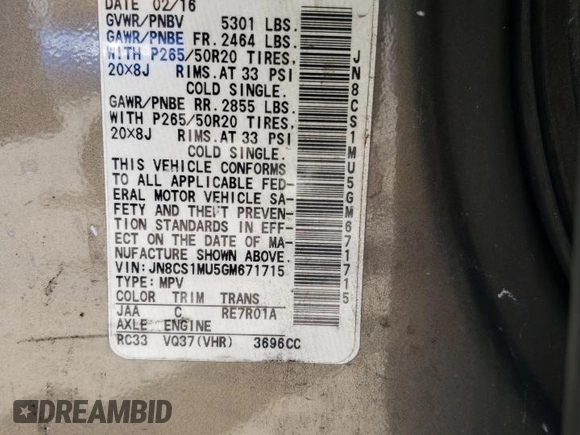 DATE 02/16
GVWR/PNBV 5301 LBS.
GAWR/PNBE FR. 2464 LBS.
WITH P265/50R20 TIRES,
20X8J RIMS.AT 33 PSI
COLD SINGLE.
GAWR/PNBE RR. 2855 LBS.
WITH P265/50R20 TIRES,
20X8J RIMS.AT 33 PSI
COLD SINGLE.
THIS VEHICLE CONFORMS
TO ALL APPLICABLE FED-
ERAL MOTOR VEHICLE SA-
FETY AND THEFT PREVEN-
TION STANDARDS IN EFF-
ECT ON THE DATE OF MA-
NUFACTURE SHOWN ABOVE.
VIN: JN8CS1MU5GM671715
TYPE: MPV
COLOR TRIM TRANS
JAA C RE7R01A
AXLE ENGINE
RC33 VQ37(VHR) 3696CC
JN8CS1MU5GM671715
DREAMBID